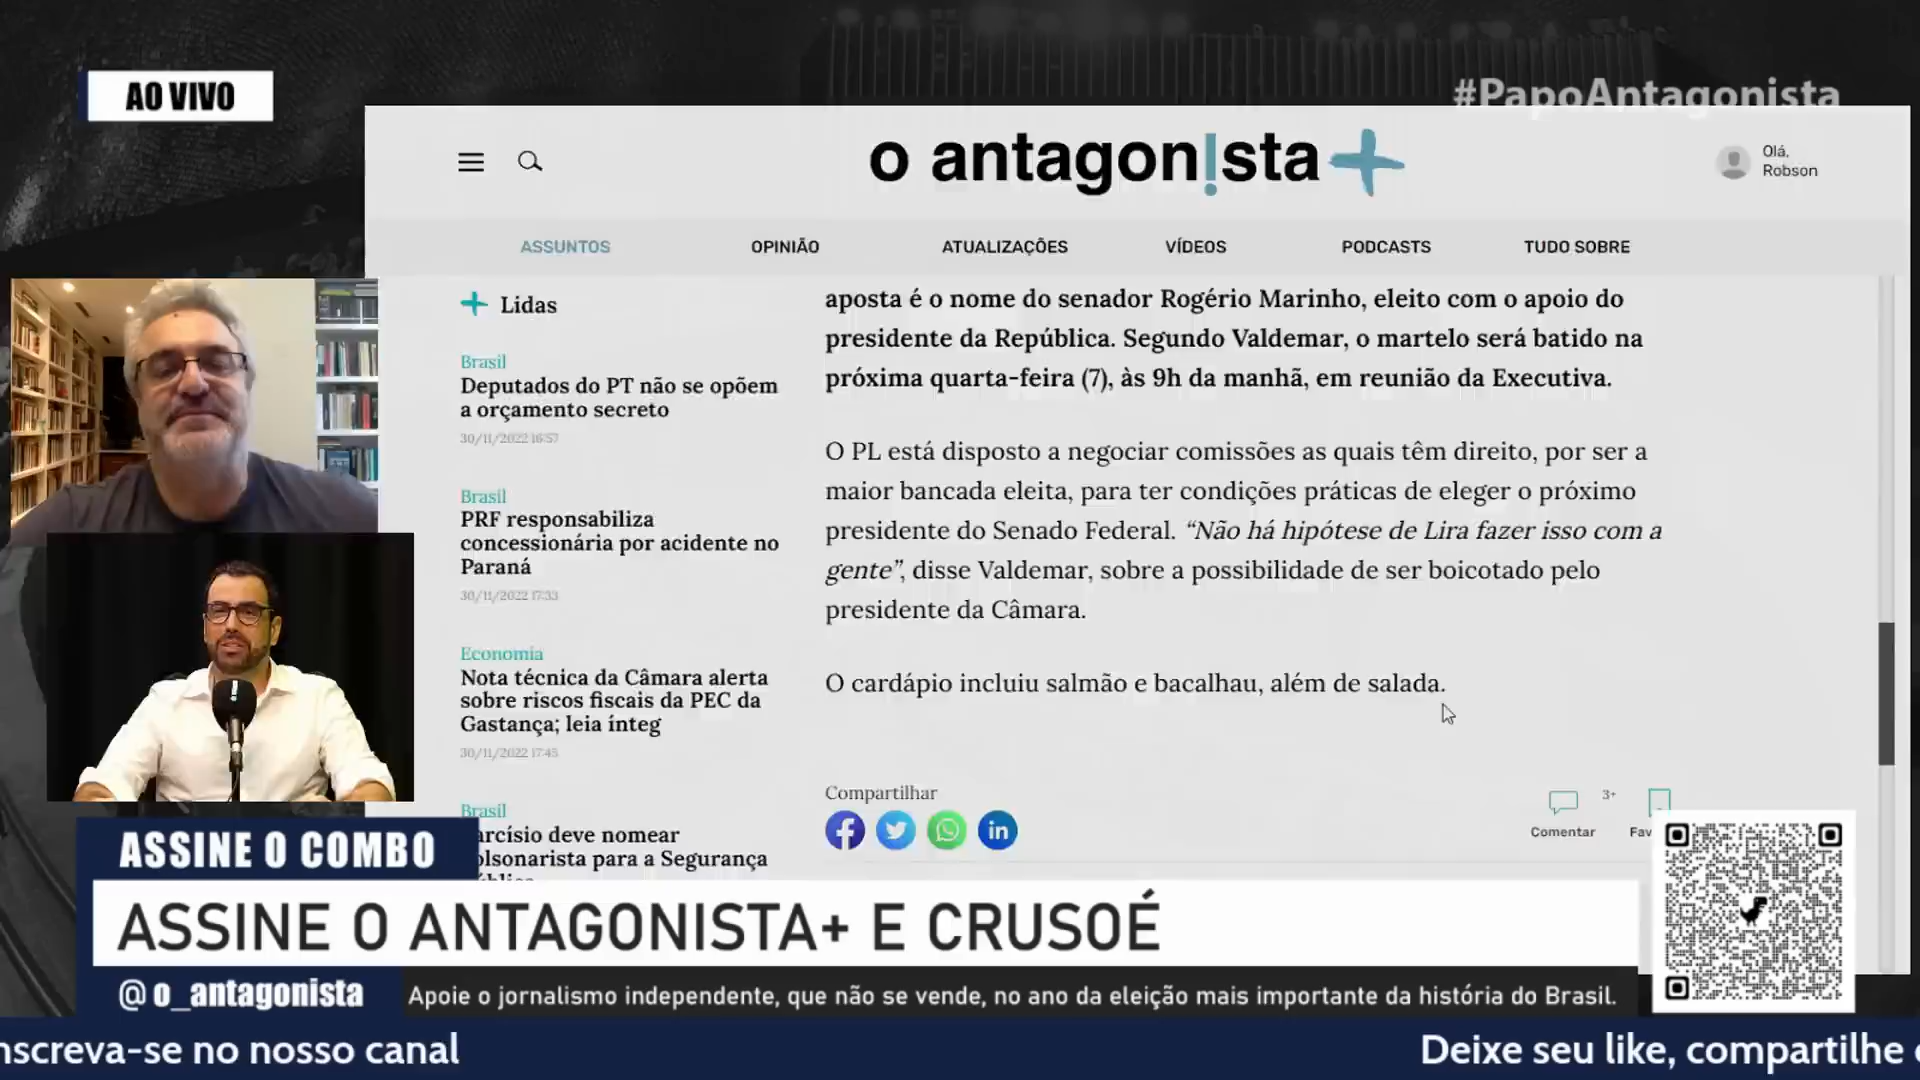 AO VIVO
#PapoAntagonista
o antagon!sta+
Olá,
Robson
ASSUNTOS
OPINIÃO
ATUALIZAÇÕES
VÍDEOS
PODCASTS
TUDO SOBRE
+ Lidas
Brasil
Deputados do PT não se opõem
a orçamento secreto
30/11/2022 16:57
Brasil
PRF responsabiliza
concessionária por acidente no
Paraná
30/11/2022 17:33
Economia
Nota técnica da Câmara alerta
sobre riscos fiscais da PEC da
Gastança; leia ínteg
30/11/2022 17:45
Brasil
arcísio deve nomear
olsonarista para a Segurança
aposta é o nome do senador Rogério Marinho, eleito com o apoio do
presidente da República. Segundo Valdemar, o martelo será batido na
próxima quarta-feira (7), às 9h da manhã, em reunião da Executiva.
O PL está disposto a negociar comissões as quais têm direito, por ser a
maior bancada eleita, para ter condições práticas de eleger o próximo
presidente do Senado Federal. “Não há hipótese de Lira fazer isso com a
gente”, disse Valdemar, sobre a possibilidade de ser boicotado pelo
presidente da Câmara.
O cardápio incluiu salmão e bacalhau, além de salada.
Compartilhar
3+
Comentar
Fav
ASSINE O COMBO
ASSINE O ANTAGONISTA+ E CRUSOÉ
@o_antagonista
Apoie o jornalismo independente, que não se vende, no ano da eleição mais importante da história do Brasil.
nscreva-se no nosso canal
Deixe seu like, compartilhe